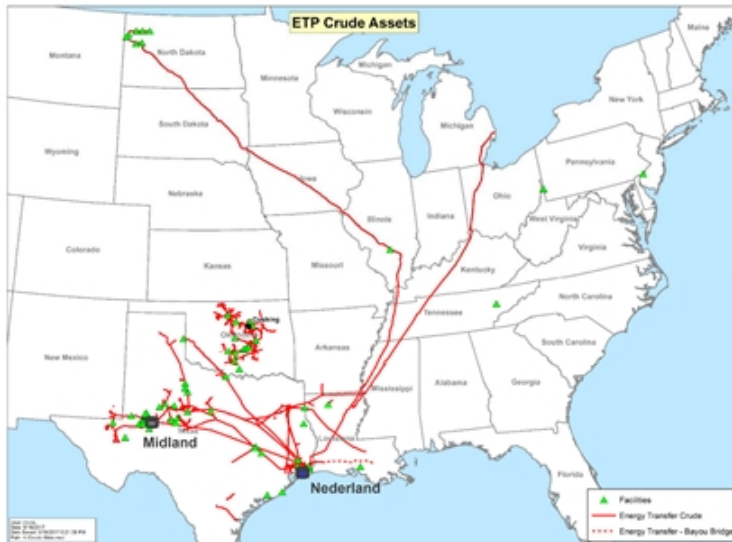 ETP Crude Assets
Maine
Montana
North Dakota
Minnesota
Michigan
Wisconsin
Michigan
New York
South Dakota
Wyoming
Iowa
Pennsylvania
Nebraska
Ohio
Illinois
Indiana
West Virginia
Virginia
Colorado
Kansas
Missouri
Kentucky
North Carolina
Tennessee
Cushing
South Carolina
New Mexico
Arkansas
Mississippi
Alabama
Georgia
Midland
Louisiana
Nederland
Florida
Facilities
Energy Transfer Crude
Energy Transfer - Bayou Bridge